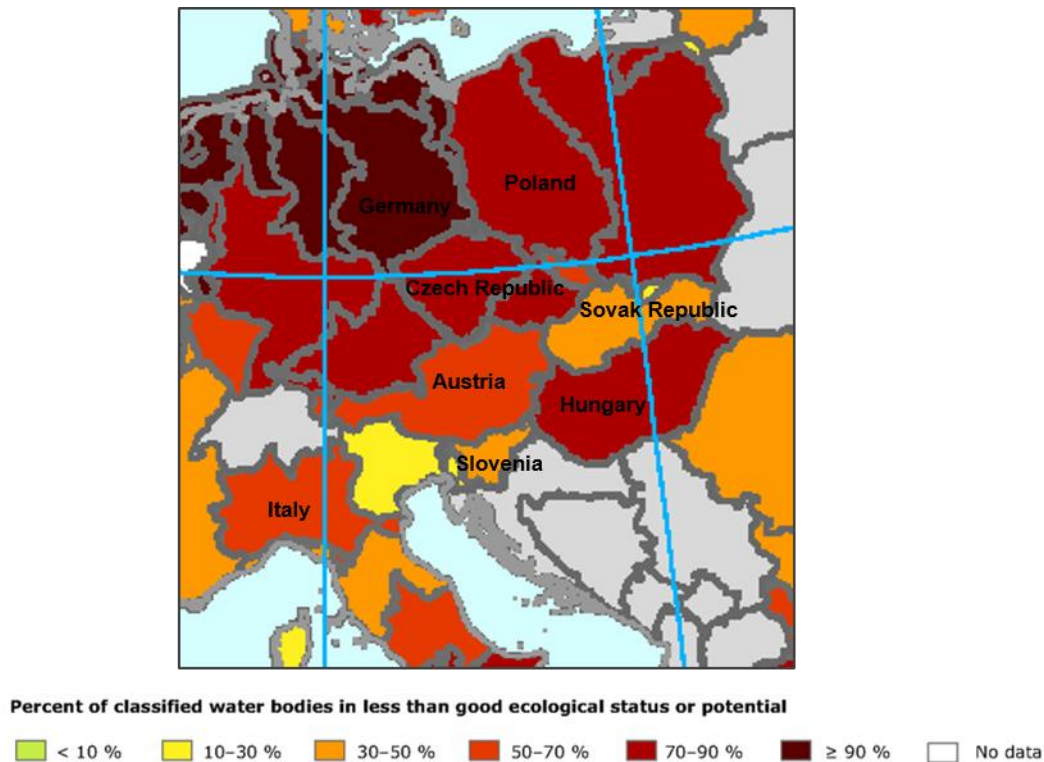 Poland
Germany
Czech Republic
Sovak Republic
Austria
Hungary
Slovenia
Italy
Percent of classified water bodies in less than good ecological status or potential
< 10 % 10–30 % 30–50 % 50–70 % 70–90 % ≥ 90 % No data